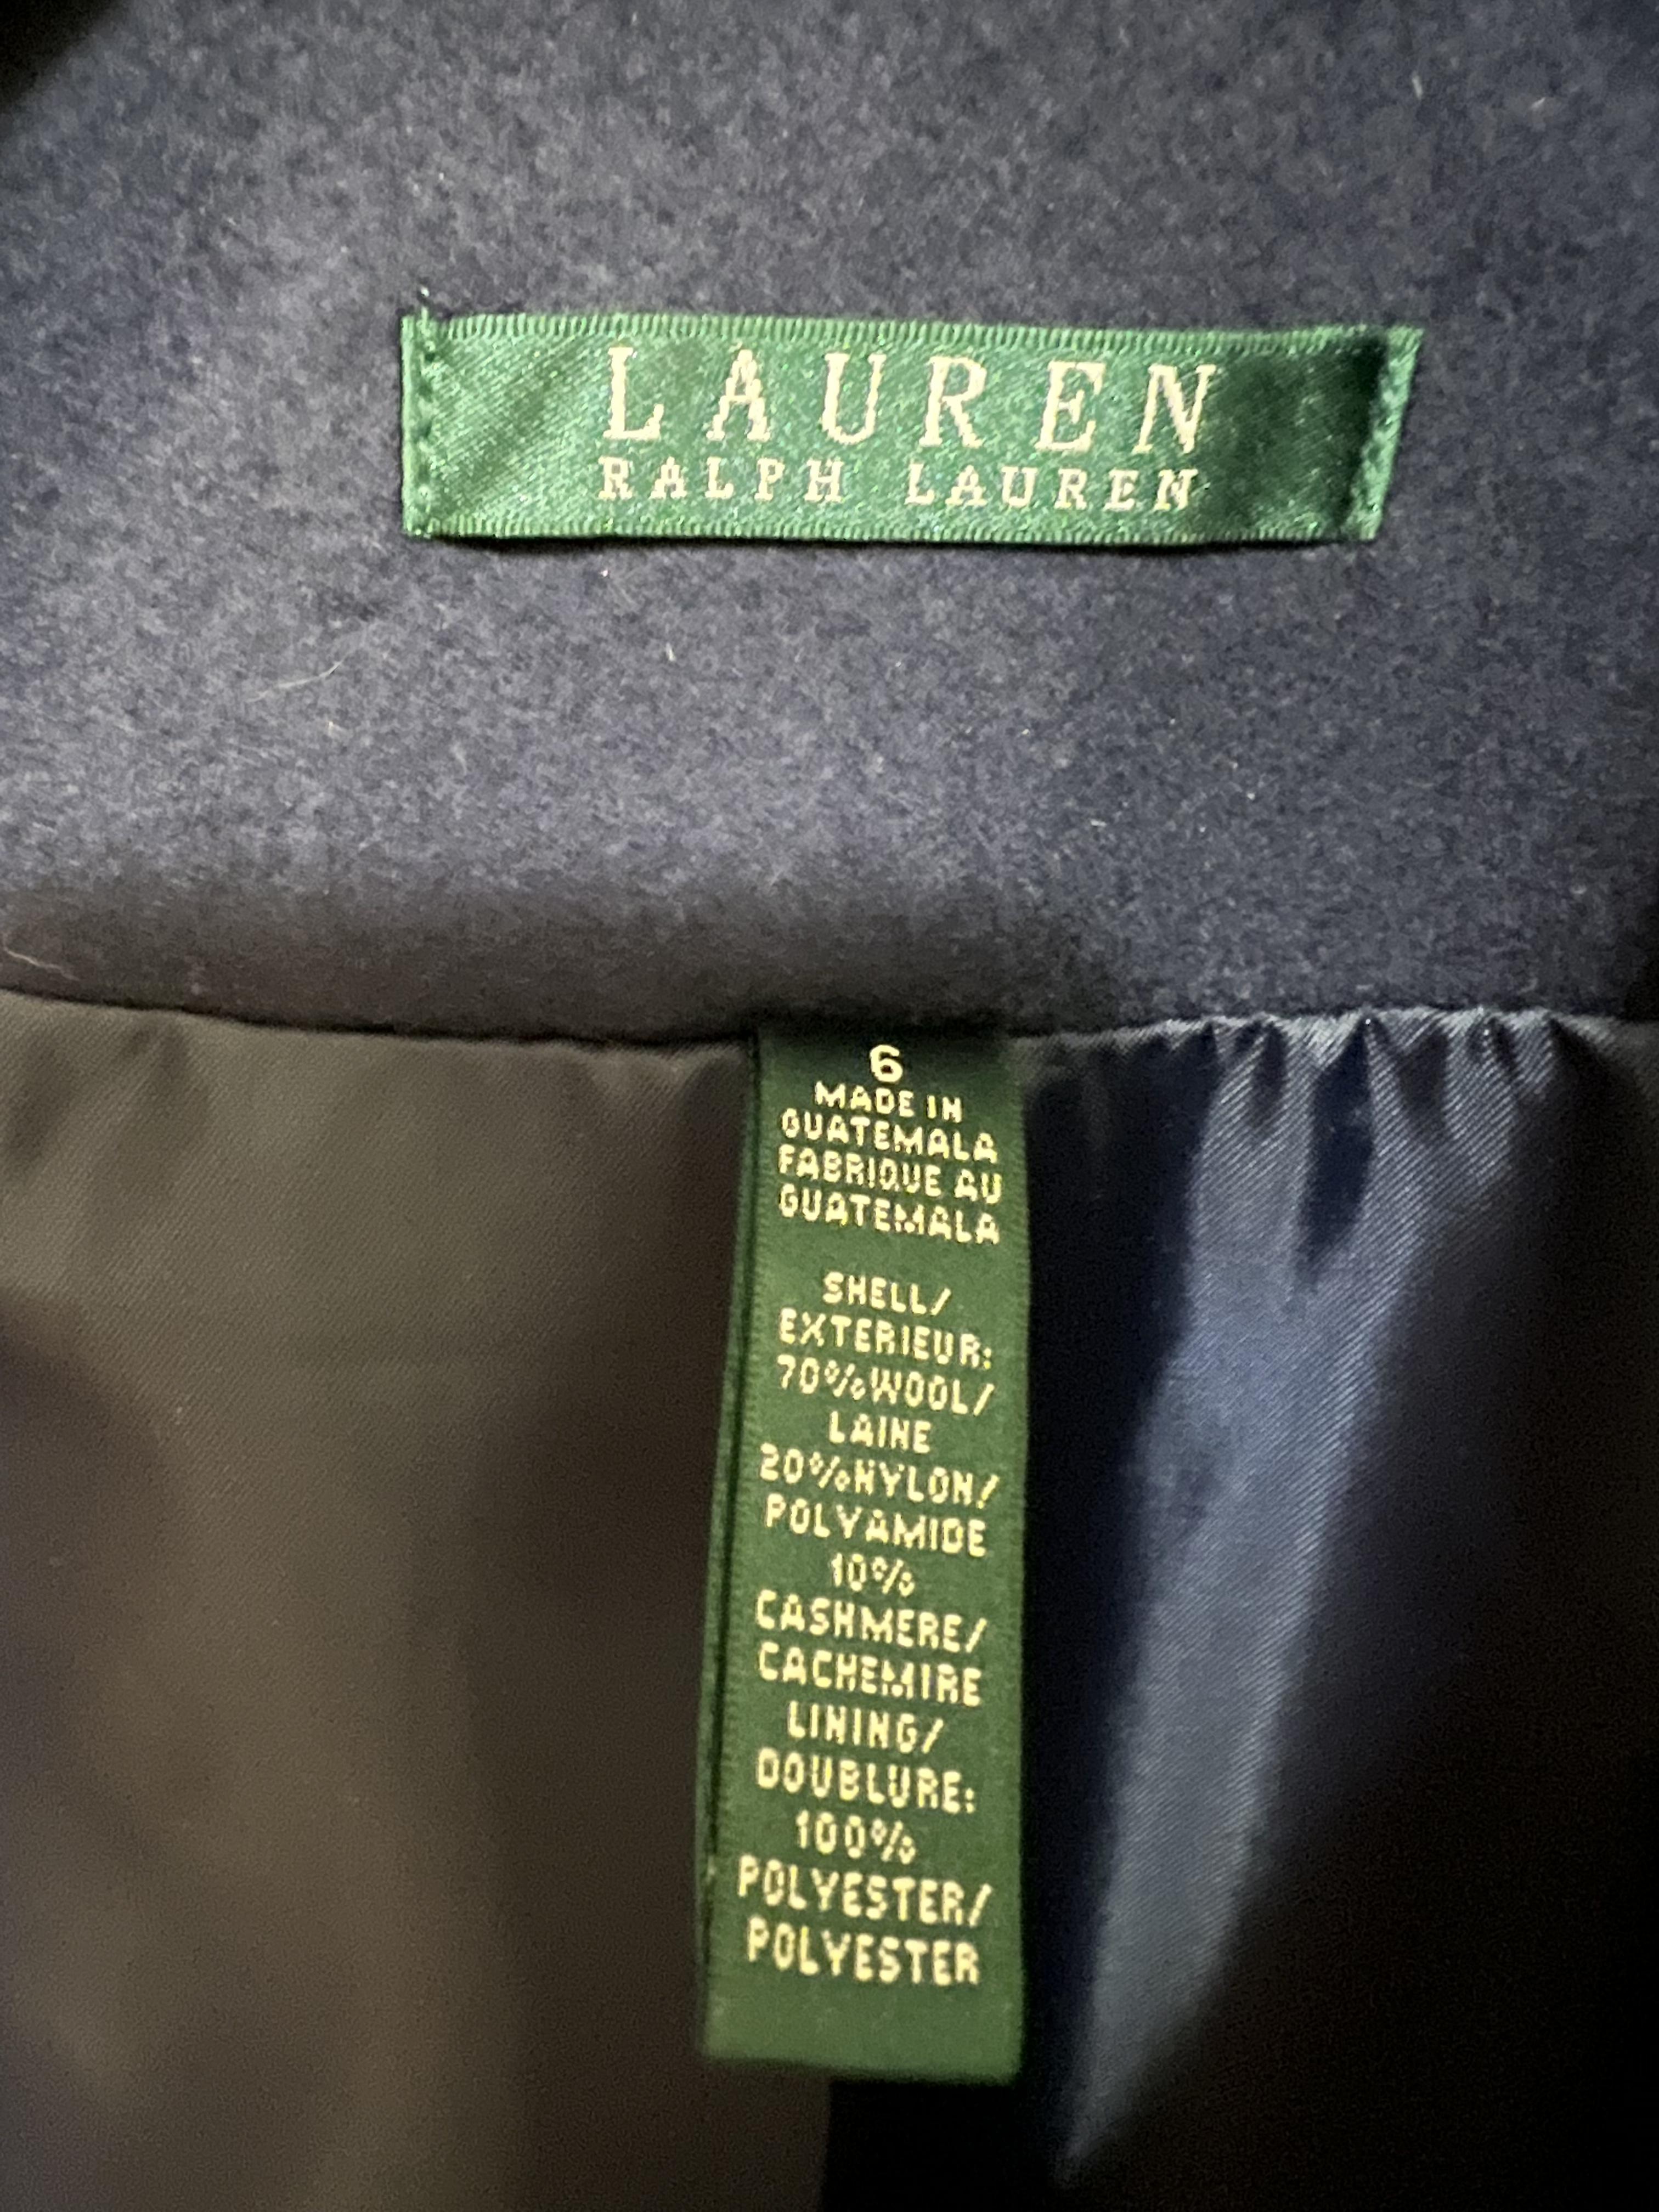 LAUREN
RALPH LAUREN
6
MADE IN
GUATEMALA
FABRIQUE AU
GUATEMALA
SHELL/
EXTERIEUR:
70%WOOL/
LAINE
20%NYLON/
POLYAMIDE
10%
CASHMERE/
CACHEMIRE
LINING/
DOUBLURE:
100%
POLYESTER/
POLYESTER